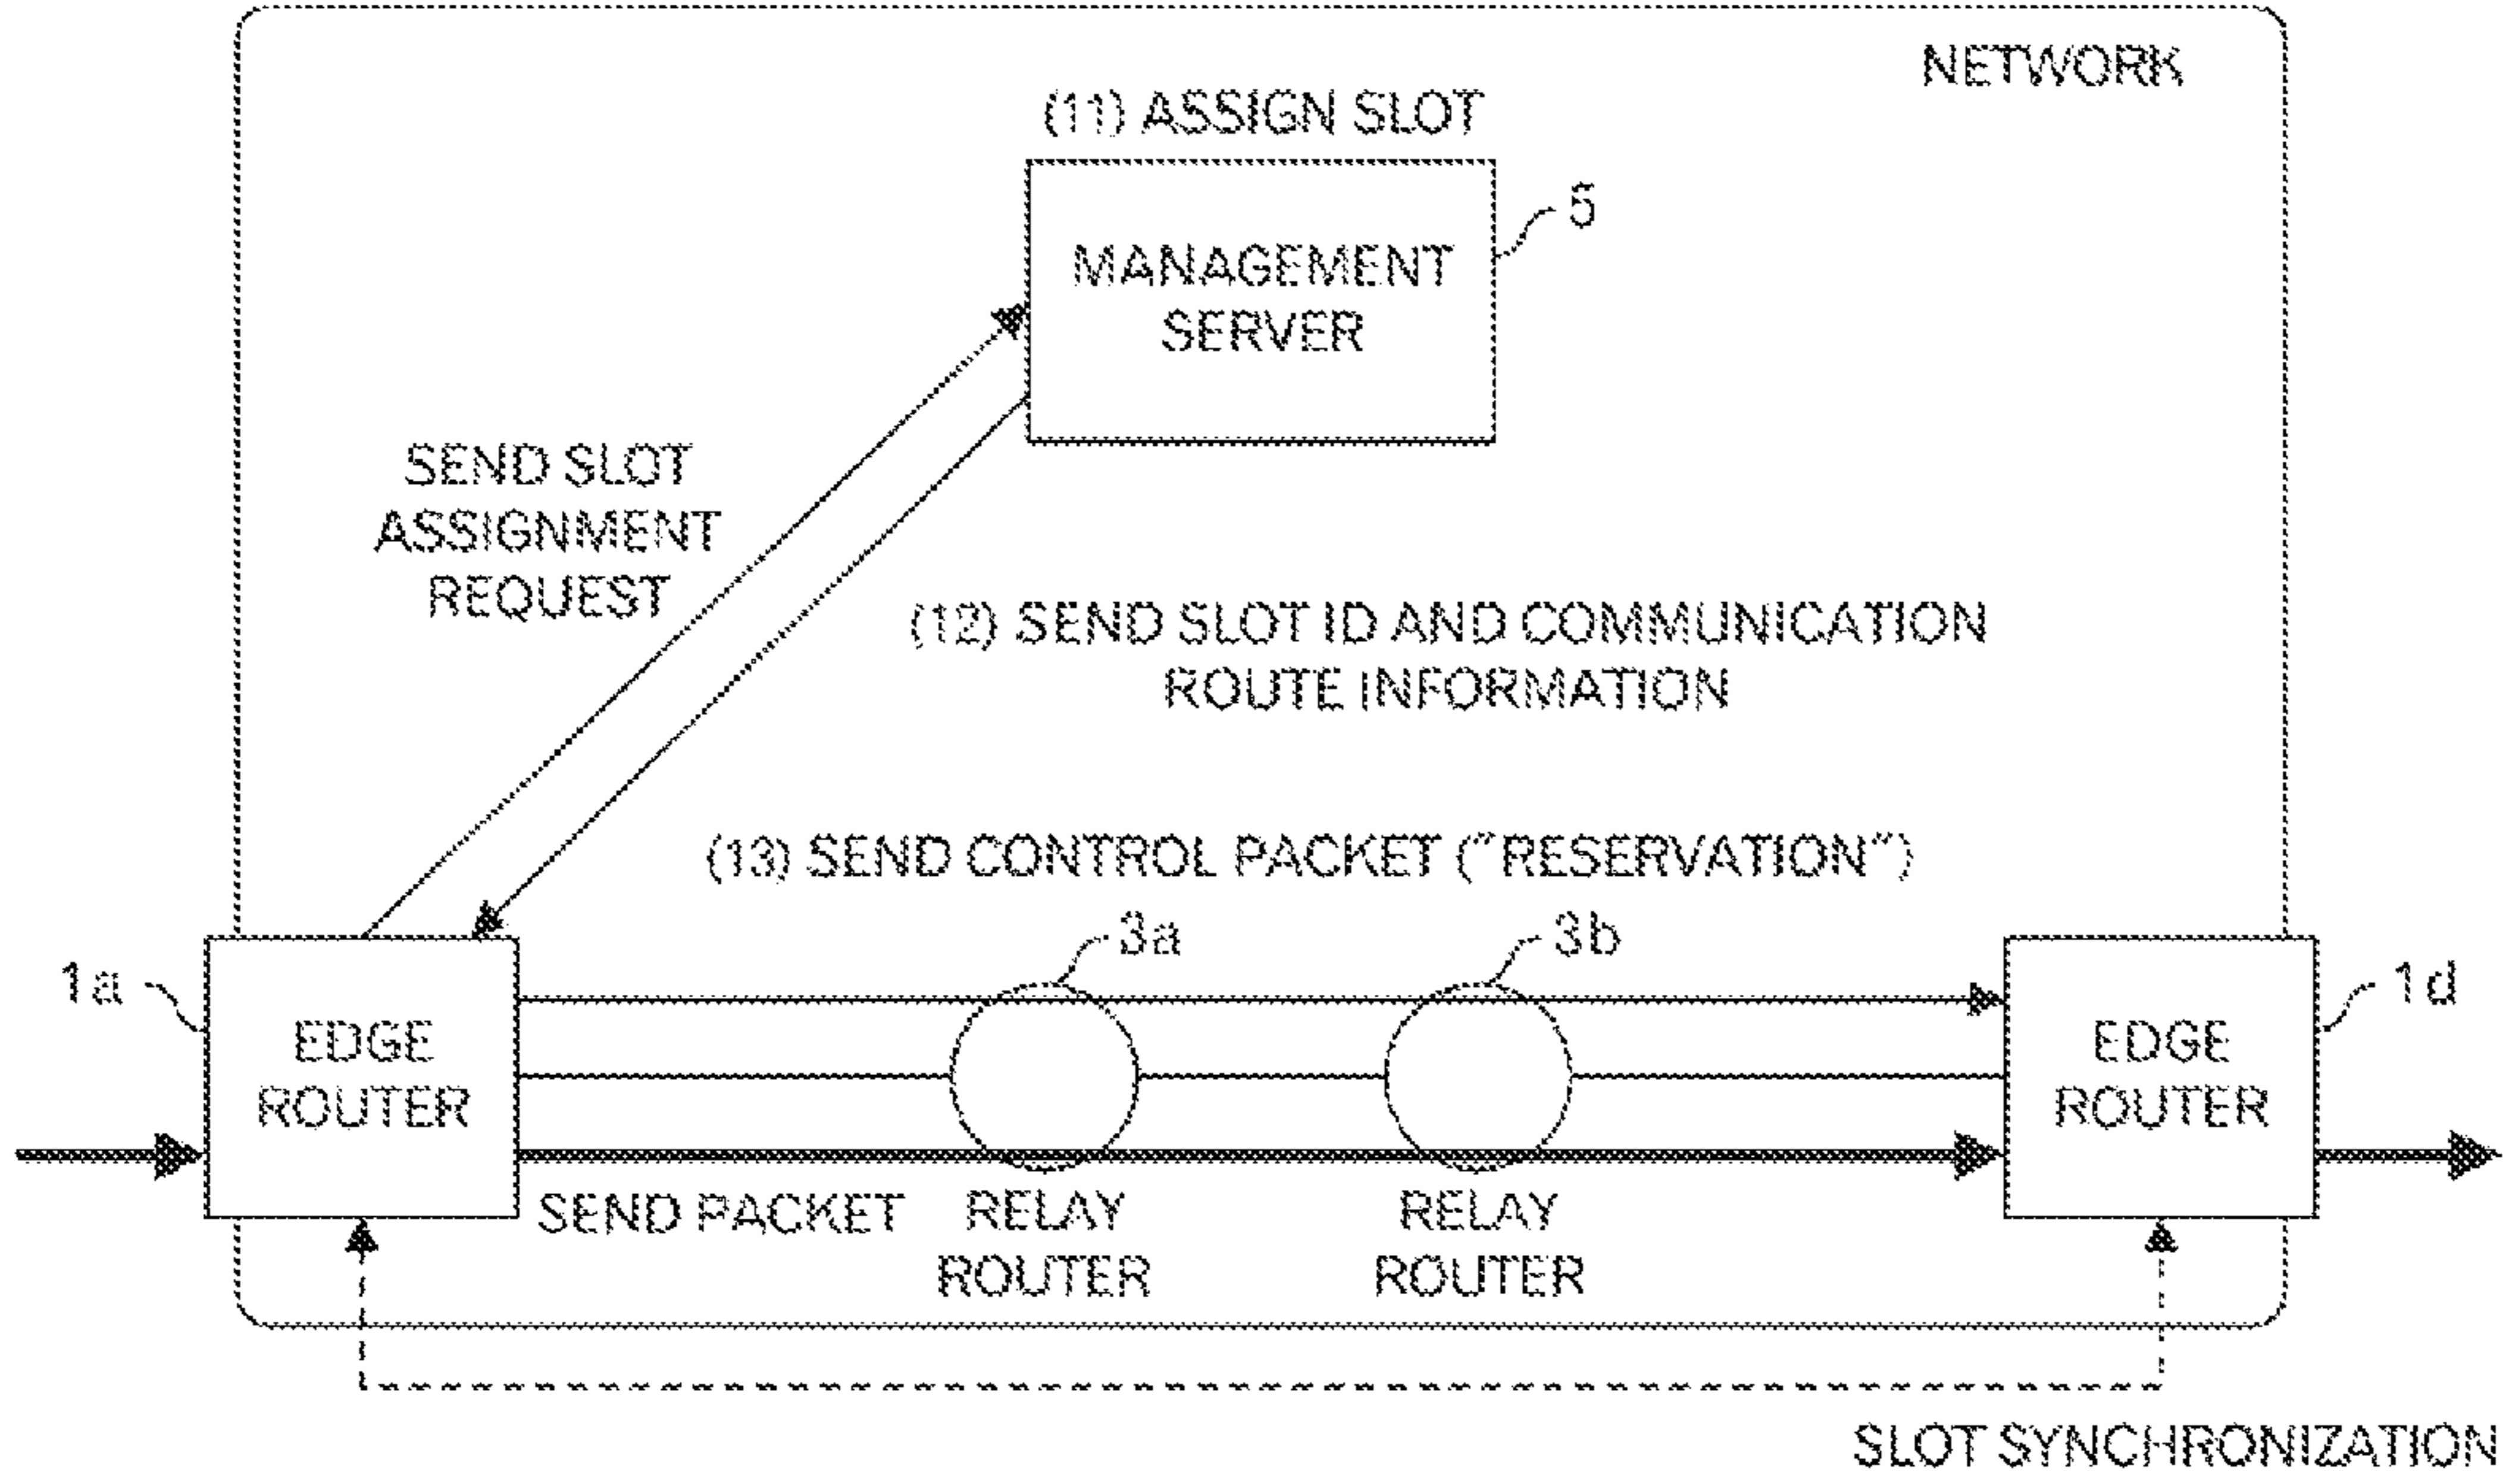 NETWORK
(11) ASSIGN SLOT
5
MANAGEMENT
SERVER
SEND SLOT
ASSIGNMENT
REQUEST
(12) SEND SLOT ID AND COMMUNICATION
ROUTE INFORMATION
(13) SEND CONTROL PACKET ("RESERVATION")
3a
3b
1a
1d
EDGE
ROUTER
EDGE
ROUTER
SEND PACKET
RELAY
ROUTER
RELAY
ROUTER
SLOT SYNCHRONIZATION